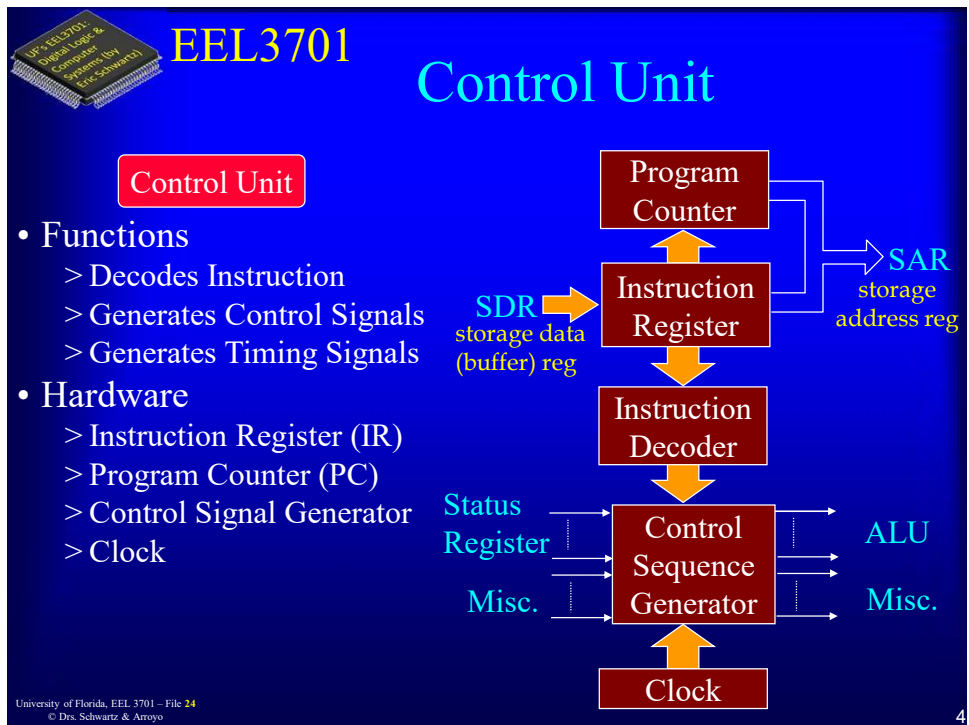 UF's EEL3701:
Digital Logic &
Computer
Systems (by
Eric Schwartz)
EEL3701
Control Unit
Control Unit
• Functions
> Decodes Instruction
> Generates Control Signals
> Generates Timing Signals
• Hardware
> Instruction Register (IR)
> Program Counter (PC)
> Control Signal Generator
> Clock
Program
Counter
SDR
storage data
(buffer) reg
Instruction
Register
SAR
storage
address reg
Instruction
Decoder
Status
Register
Misc.
Control
Sequence
Generator
ALU
Misc.
Clock
University of Florida, EEL 3701 – File 24
© Drs. Schwartz & Arroyo
4